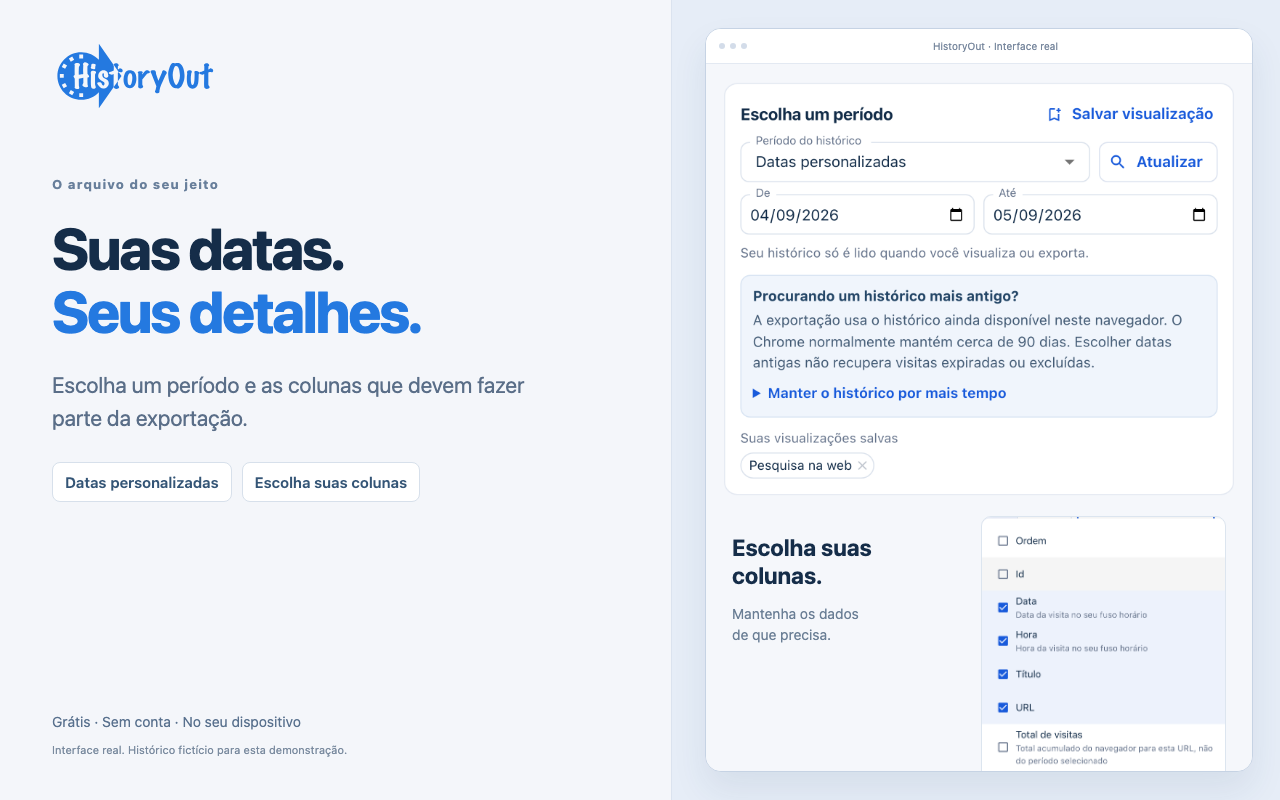 HistoryOut
O arquivo do seu jeito
Suas datas.
Seus detalhes.
Escolha um período e as colunas que devem fazer
parte da exportação.
Datas personalizadas
Escolha suas colunas
Grátis · Sem conta · No seu dispositivo
Interface real. Histórico fictício para esta demonstração.
HistoryOut · Interface real
Escolha um período
Salvar visualização
Período do histórico
Datas personalizadas
Atualizar
De
04/09/2026
Até
05/09/2026
Seu histórico só é lido quando você visualiza ou exporta.
Procurando um histórico mais antigo?
A exportação usa o histórico ainda disponível neste navegador. O
Chrome normalmente mantém cerca de 90 dias. Escolher datas
antigas não recupera visitas expiradas ou excluídas.
Manter o histórico por mais tempo
Suas visualizações salvas
Pesquisa na web
Escolha suas
colunas.
Mantenha os dados
de que precisa.
Ordem
Id
Data
Data da visita no seu fuso horário
Hora
Hora da visita no seu fuso horário
Título
URL
Total de visitas
Total acumulado do navegador para esta URL, não
do período selecionado